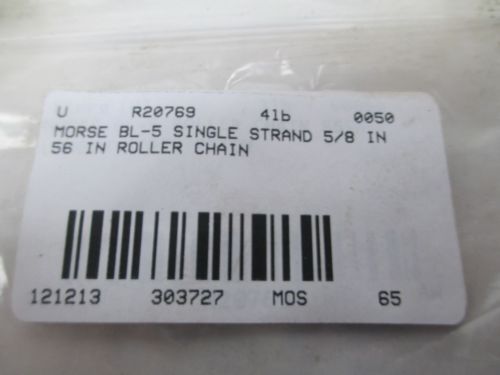 U R20769 41b 0050
MORSE BL-5 SINGLE STRAND 5/8 IN
56 IN ROLLER CHAIN
121213 303727 MOS 65